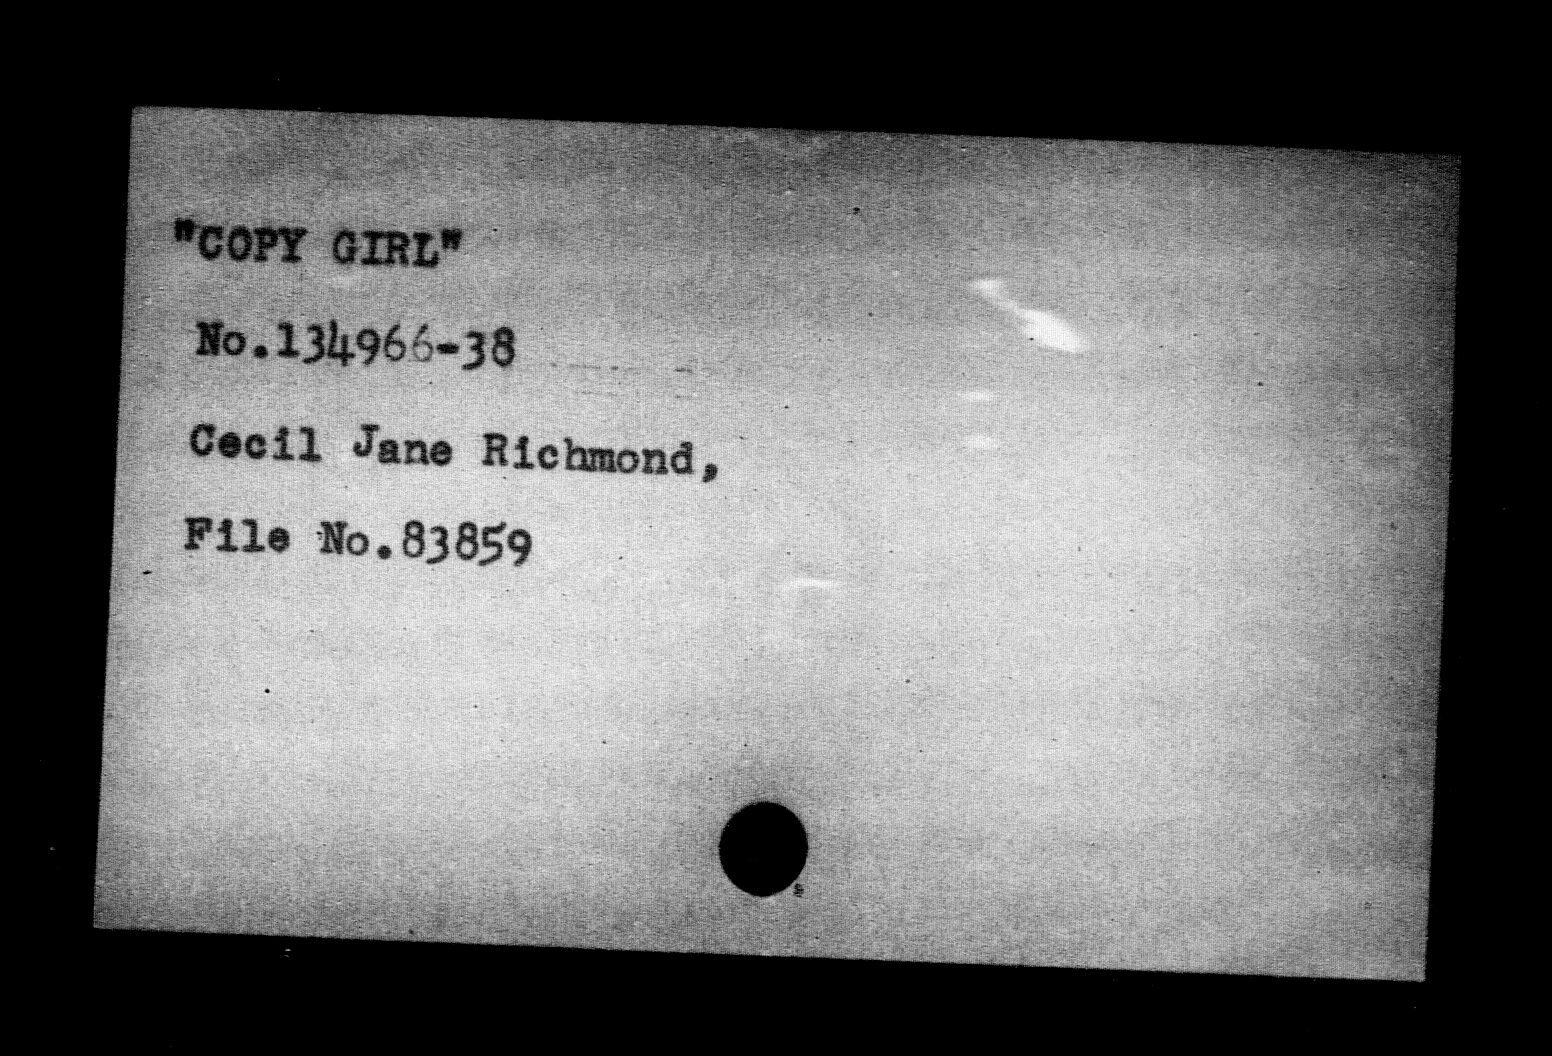 "COPY GIRL"
No.134966-38
Cecil Jane Richmond,
File No.83859